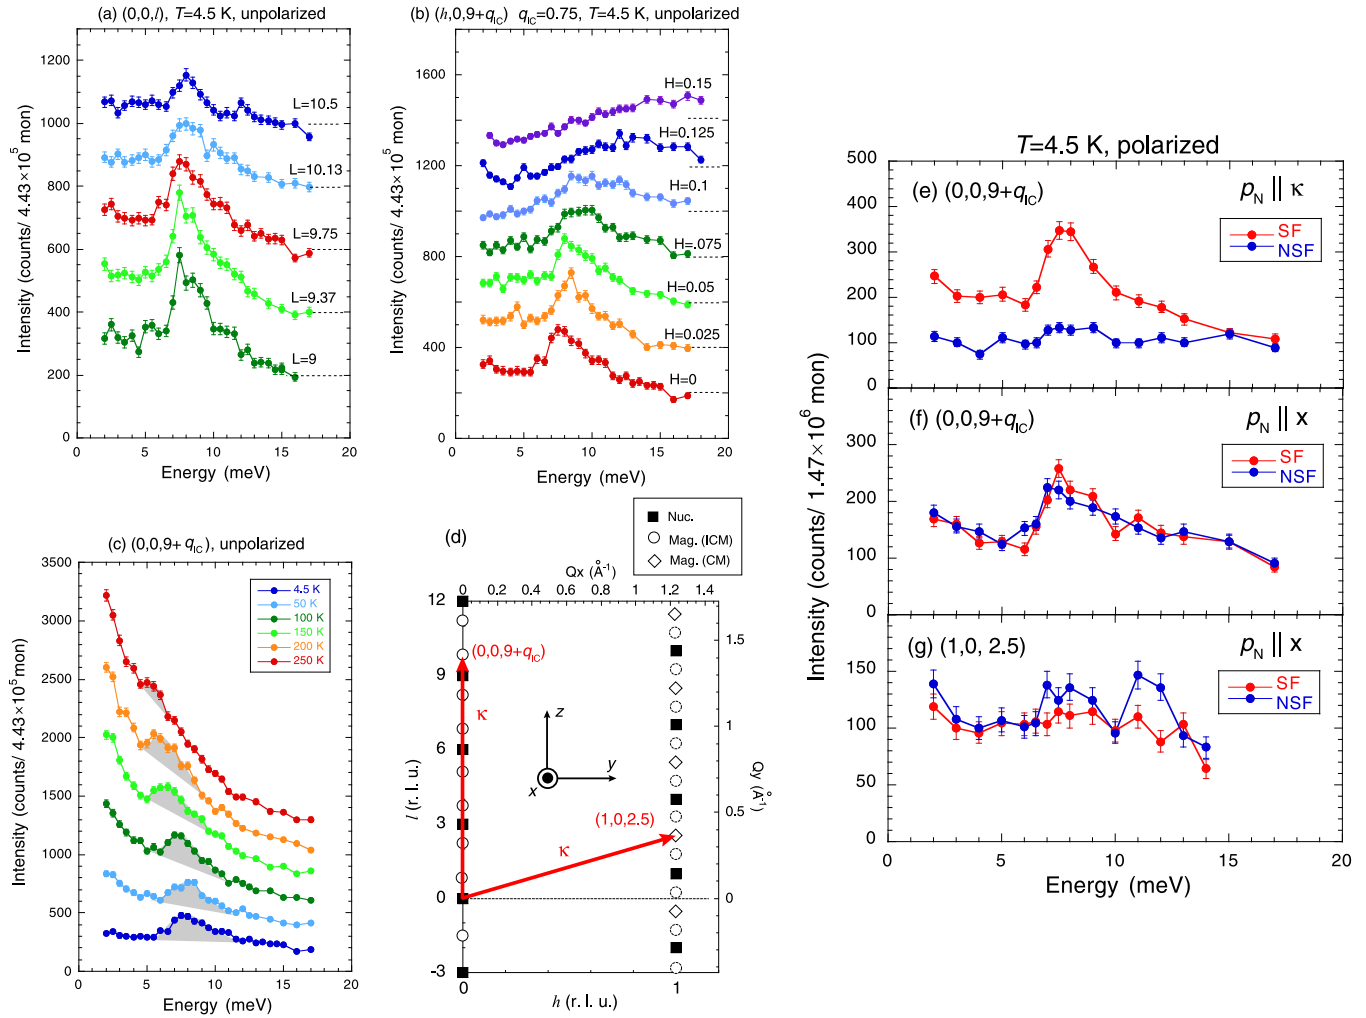 (a) (0,0,l), T=4.5 K, unpolarized
Intensity (counts/ 4.43×10⁵ mon)
1200
1000
800
600
400
200
0
L=10.5
L=10.13
L=9.75
L=9.37
L=9
0 5 10 15 20
Energy (meV)
(b) (h,0,9+q_IC) q_IC=0.75, T=4.5 K, unpolarized
Intensity (counts/ 4.43×10⁵ mon)
1600
1200
800
400
0
H=0.15
H=0.125
H=0.1
H=.075
H=0.05
H=0.025
H=0
0 5 10 15 20
Energy (meV)
(c) (0,0,9+ q_IC), unpolarized
Intensity (counts/ 4.43×10⁵ mon)
3500
3000
2500
2000
1500
1000
500
0
4.5 K
50 K
100 K
150 K
200 K
250 K
0 5 10 15 20
Energy (meV)
(d)
Nuc.
Mag. (ICM)
Mag. (CM)
Qx (Å⁻¹)
0 0.2 0.4 0.6 0.8 1 1.2 1.4
12
9
6
3
0
-3
l (r. l. u.)
(0,0,9+q_IC)
κ
z
y
x
(1,0,2.5)
κ
1.5
1
0.5
0
Qy (Å⁻¹)
0 1
h (r. l. u.)
T=4.5 K, polarized
Intensity (counts/ 1.47×10⁶ mon)
(e) (0,0,9+q_IC)
p_N || κ
SF
NSF
500
400
300
200
100
0
(f) (0,0,9+q_IC)
p_N || x
SF
NSF
300
200
100
0
(g) (1,0, 2.5)
p_N || x
SF
NSF
150
100
50
0
0 5 10 15 20
Energy (meV)